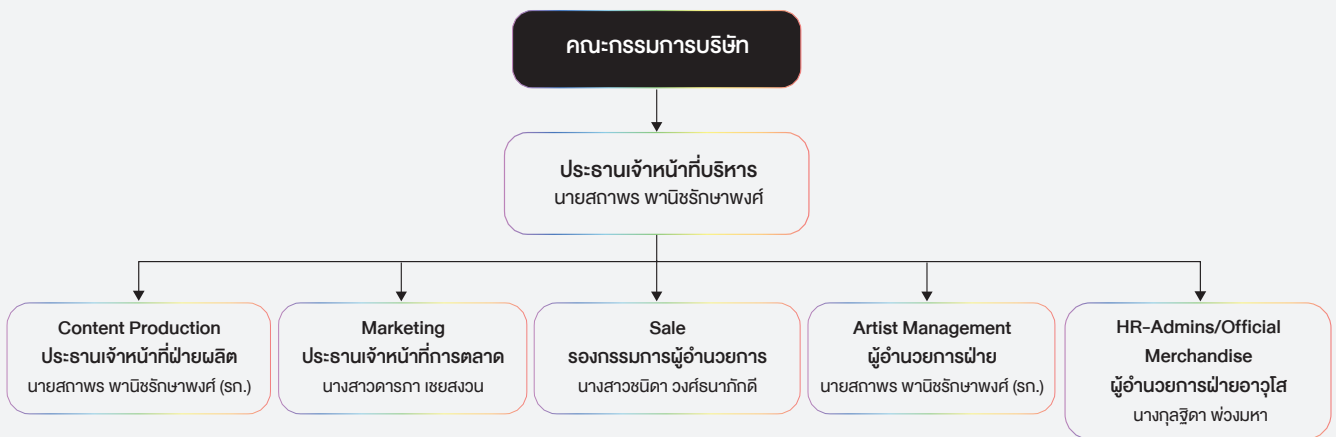 คณะกรรมการบริษัท
ประธานเจ้าหน้าที่บริหาร
นายสถาพร พานิชรักษาพงศ์
Content Production
ประธานเจ้าหน้าที่ฝ่ายผลิต
นายสถาพร พานิชรักษาพงศ์ (รก.)
Marketing
ประธานเจ้าหน้าที่การตลาด
นางสาวดารภา เชยสงวน
Sale
รองกรรมการผู้อำนวยการ
นางสาวชนิดา วงศ์ธนาภักดี
Artist Management
ผู้อำนวยการฝ่าย
นายสถาพร พานิชรักษาพงศ์ (รก.)
HR-Admins/Official
Merchandise
ผู้อำนวยการฝ่ายอาวุโส
นางกุลฐิดา พ่วงมหา